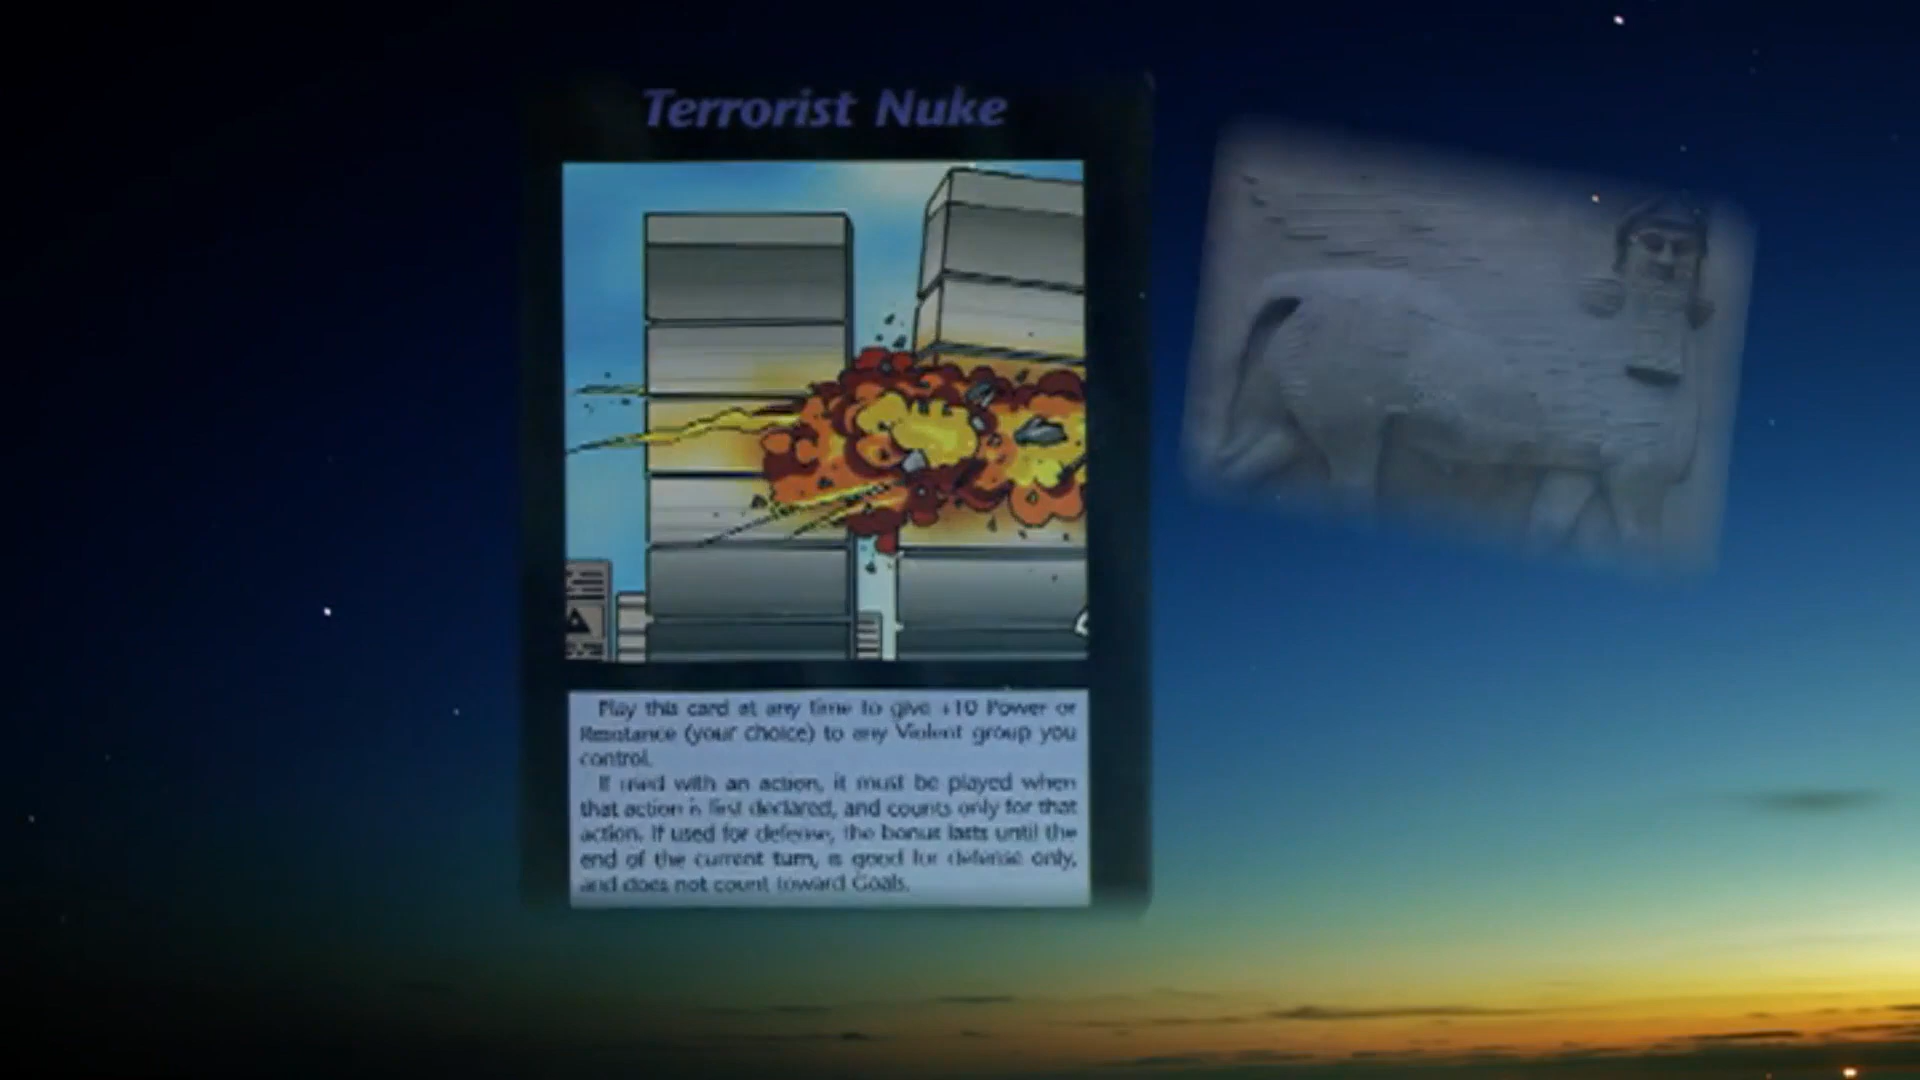 Terrorist Nuke
Play this card at any time to give +10 Power or
Resistance (your choice) to any Violent group you
control.
If used with an action, it must be played when
that action is first declared, and counts only for that
action. If used for defense, the bonus lasts until the
end of the current turn, is good for defense only,
and does not count toward Goals.